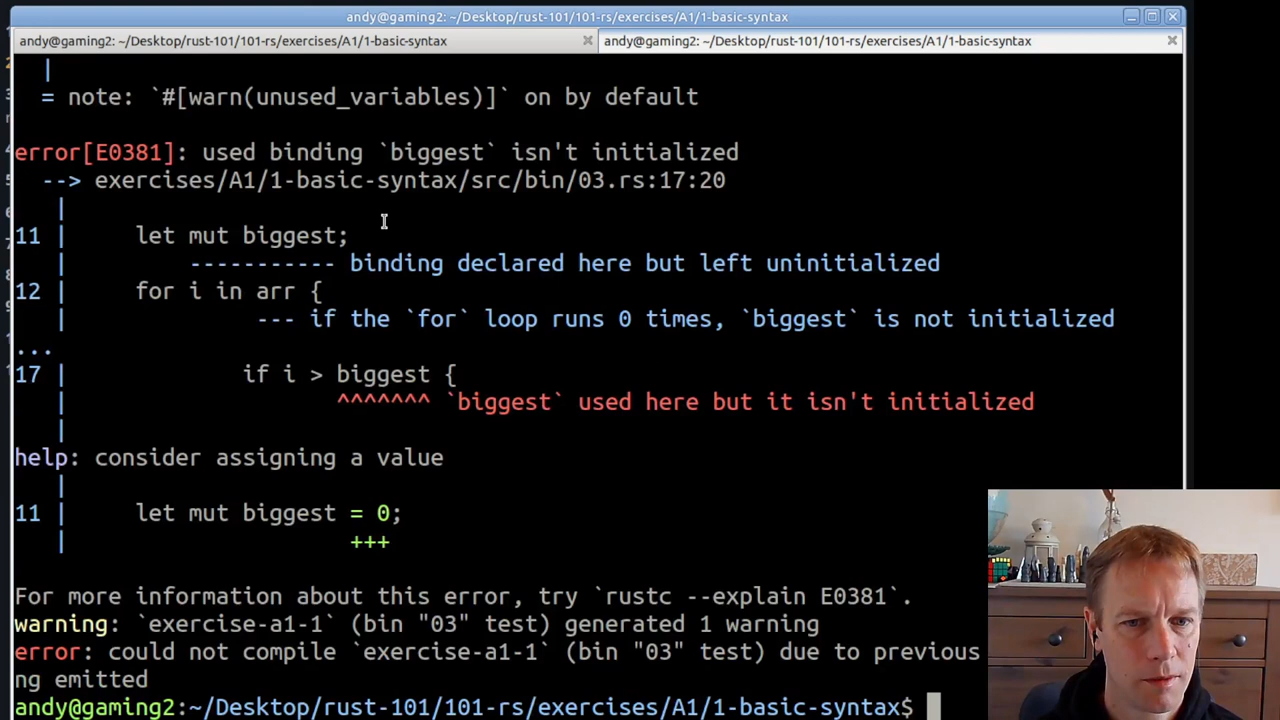 andy@gaming2: ~/Desktop/rust-101/101-rs/exercises/A1/1-basic-syntax
andy@gaming2: ~/Desktop/rust-101/101-rs/exercises/A1/1-basic-syntax
andy@gaming2: ~/Desktop/rust-101/101-rs/exercises/A1/1-basic-syntax
|
= note: `#[warn(unused_variables)]` on by default
error[E0381]: used binding `biggest` isn't initialized
--> exercises/A1/1-basic-syntax/src/bin/03.rs:17:20
|
11 | let mut biggest;
| ----------- binding declared here but left uninitialized
12 | for i in arr {
| --- if the `for` loop runs 0 times, `biggest` is not initialized
...
17 | if i > biggest {
| ^^^^^^^ `biggest` used here but it isn't initialized
|
help: consider assigning a value
|
11 | let mut biggest = 0;
| +++
For more information about this error, try `rustc --explain E0381`.
warning: `exercise-a1-1` (bin "03" test) generated 1 warning
error: could not compile `exercise-a1-1` (bin "03" test) due to previous
ng emitted
andy@gaming2:~/Desktop/rust-101/101-rs/exercises/A1/1-basic-syntax$